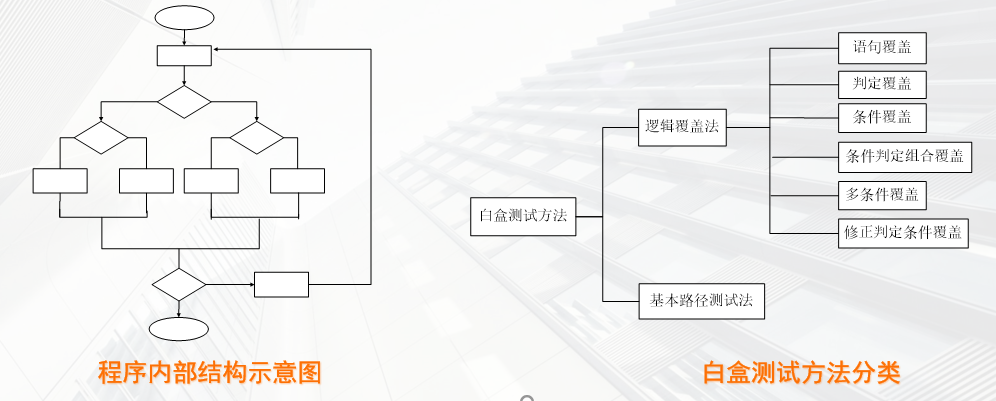 语句覆盖
判定覆盖
逻辑覆盖法
条件覆盖
条件判定组合覆盖
多条件覆盖
白盒测试方法
修正判定条件覆盖
基本路径测试法
程序内部结构示意图
白盒测试方法分类